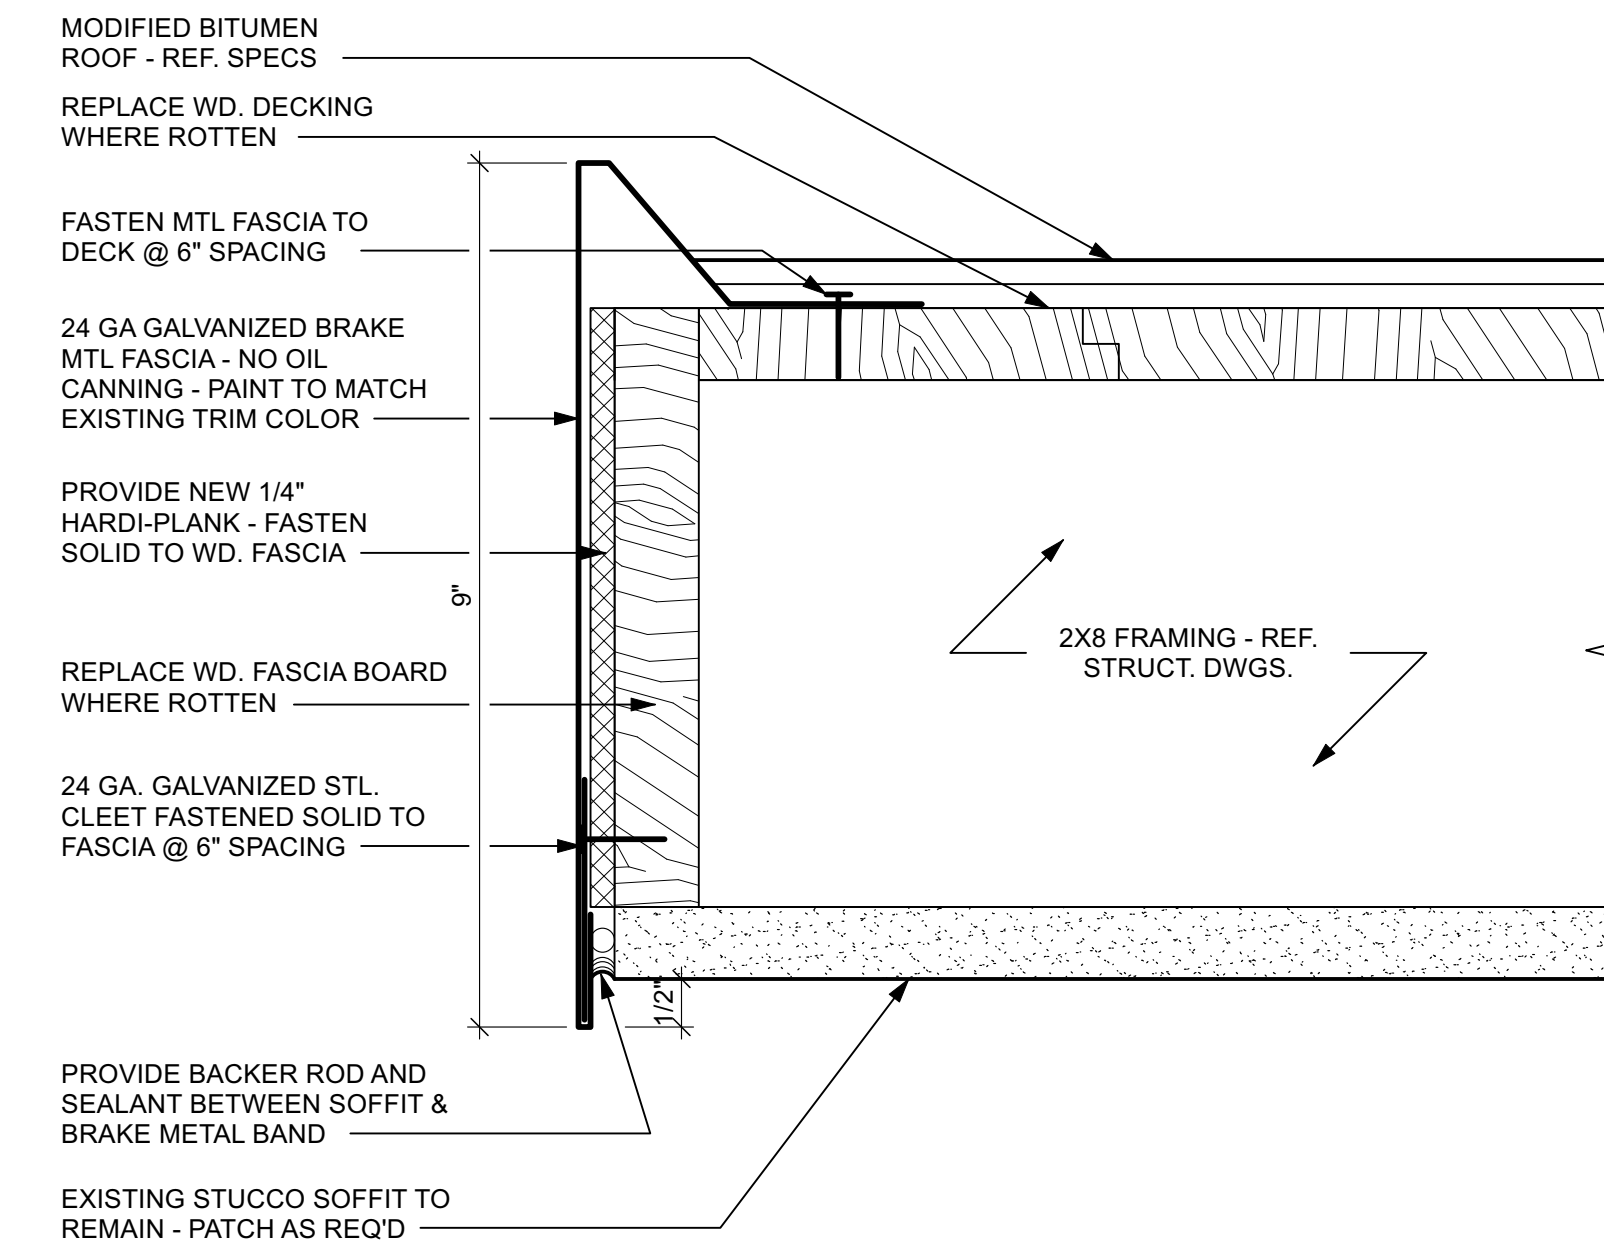 MODIFIED BITUMEN
ROOF - REF. SPECS
REPLACE WD. DECKING
WHERE ROTTEN
FASTEN MTL FASCIA TO
DECK @ 6" SPACING
24 GA GALVANIZED BRAKE
MTL FASCIA - NO OIL
CANNING - PAINT TO MATCH
EXISTING TRIM COLOR
PROVIDE NEW 1/4"
HARDI-PLANK - FASTEN
SOLID TO WD. FASCIA
9"
2X8 FRAMING - REF.
STRUCT. DWGS.
REPLACE WD. FASCIA BOARD
WHERE ROTTEN
24 GA. GALVANIZED STL.
CLEET FASTENED SOLID TO
FASCIA @ 6" SPACING
1/2"
PROVIDE BACKER ROD AND
SEALANT BETWEEN SOFFIT &
BRAKE METAL BAND
EXISTING STUCCO SOFFIT TO
REMAIN - PATCH AS REQ'D